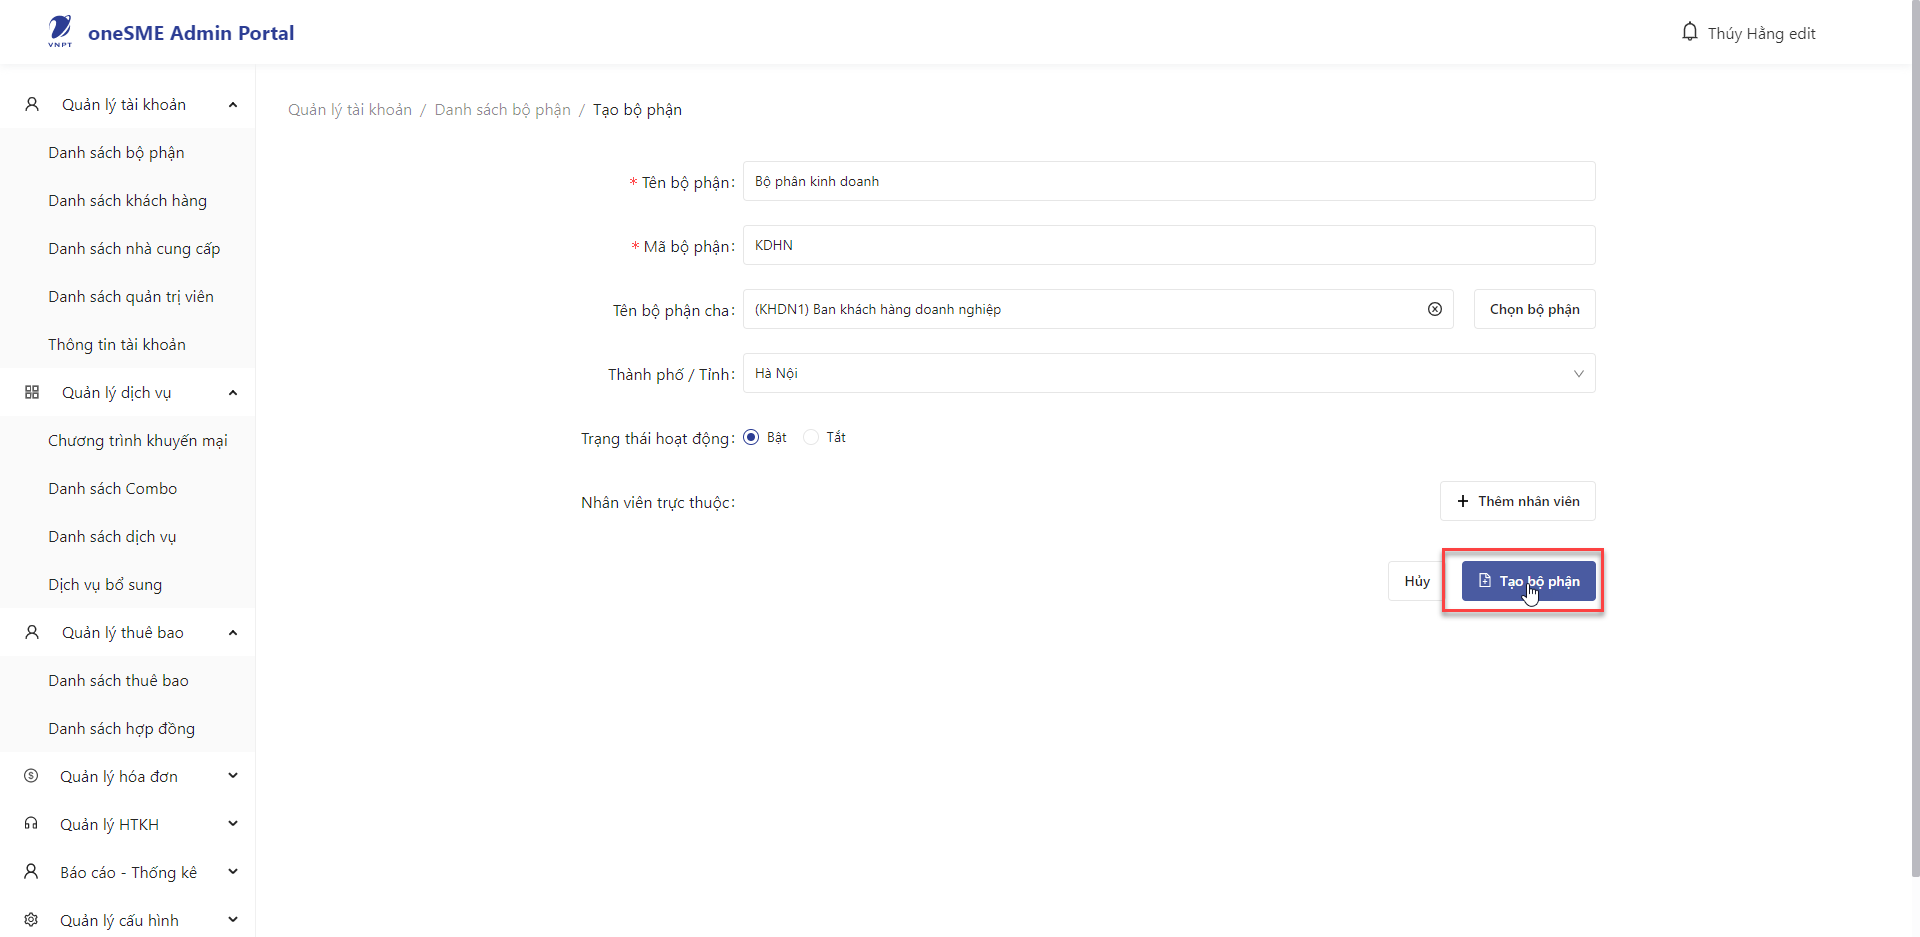 VNPT
oneSME Admin Portal
Thúy Hằng edit
Quản lý tài khoản
Danh sách bộ phận
Danh sách khách hàng
Danh sách nhà cung cấp
Danh sách quản trị viên
Thông tin tài khoản
Quản lý dịch vụ
Chương trình khuyến mại
Danh sách Combo
Danh sách dịch vụ
Dịch vụ bổ sung
Quản lý thuê bao
Danh sách thuê bao
Danh sách hợp đồng
Quản lý hóa đơn
Quản lý HTKH
Báo cáo - Thống kê
Quản lý cấu hình
Quản lý tài khoản / Danh sách bộ phận / Tạo bộ phận
* Tên bộ phận: Bộ phân kinh doanh
* Mã bộ phận: KDHN
Tên bộ phận cha: (KHDN1) Ban khách hàng doanh nghiệp Chọn bộ phận
Thành phố / Tỉnh: Hà Nội
Trạng thái hoạt động: Bật Tắt
Nhân viên trực thuộc: + Thêm nhân viên
Hủy Tạo bộ phận